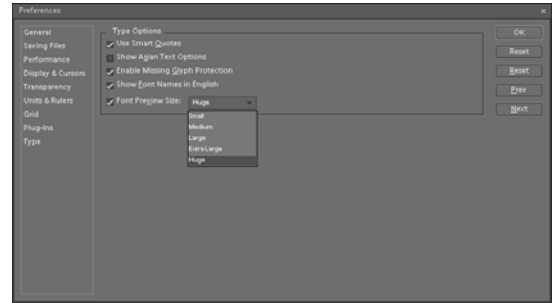 Preferences
General
Saving Files
Performance
Display & Cursors
Transparency
Units & Rulers
Grid
Plug-Ins
Type
Type Options
Use Smart Quotes
Show Asian Text Options
Enable Missing Glyph Protection
Show Font Names in English
Font Preview Size: Huge
Small
Medium
Large
Extra Large
Huge
OK
Reset
Reset
Prev
Next